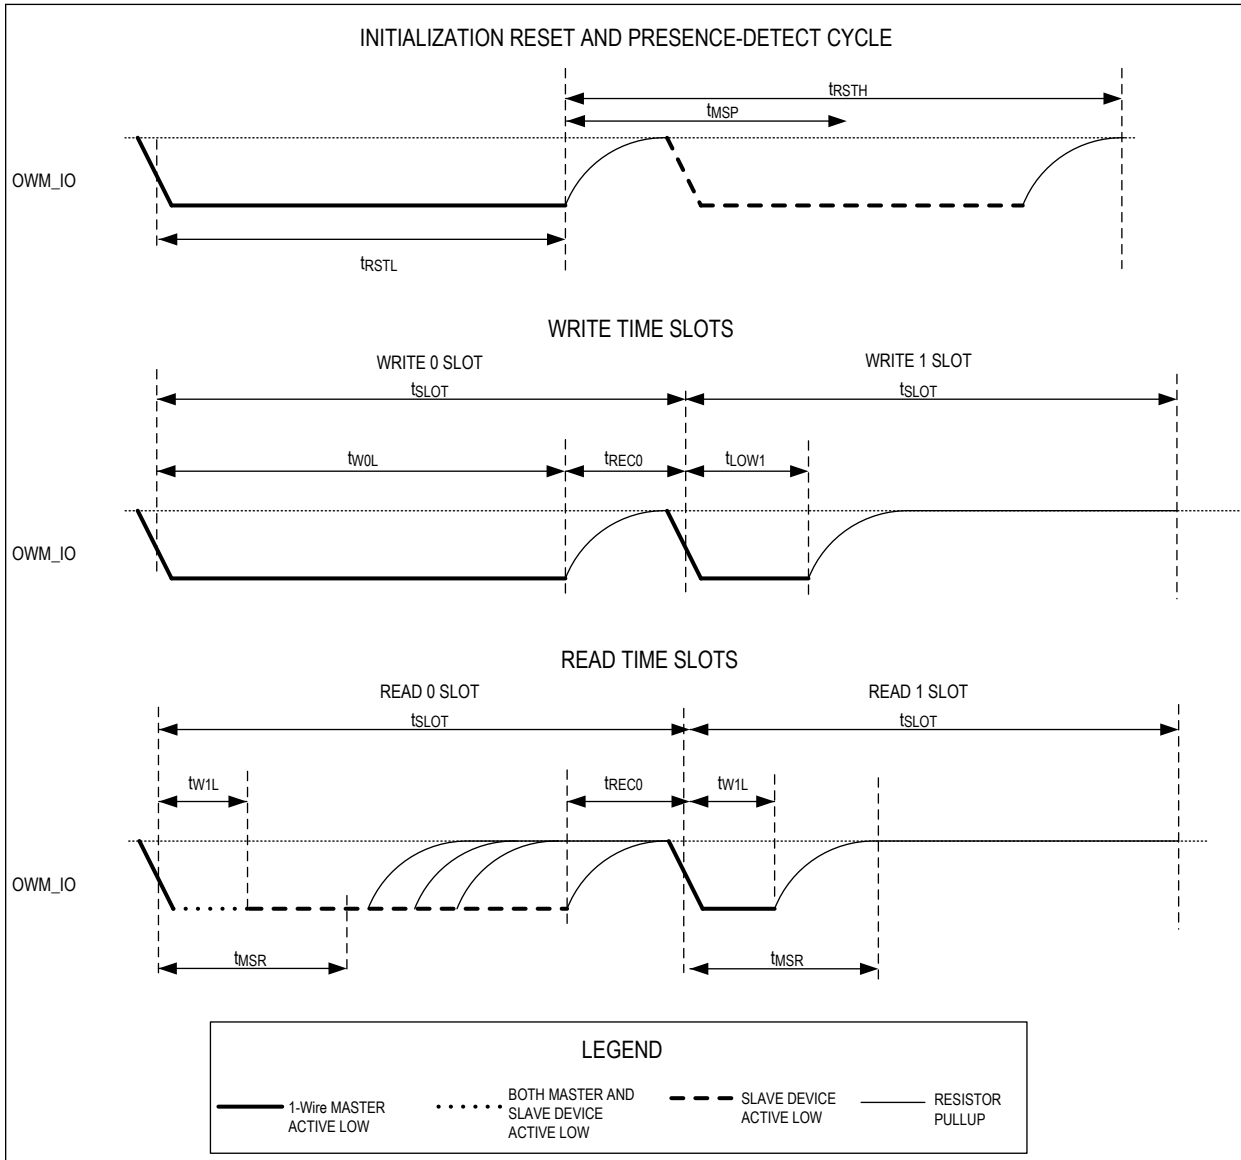 INITIALIZATION RESET AND PRESENCE-DETECT CYCLE
tRSTH
tMSP
OWM_IO
tRSTL
WRITE TIME SLOTS
WRITE 0 SLOT WRITE 1 SLOT
tSLOT tSLOT
tW0L tREC0 tLOW1
OWM_IO
READ TIME SLOTS
READ 0 SLOT READ 1 SLOT
tSLOT tSLOT
tW1L tREC0 tW1L
OWM_IO
tMSR tMSR
LEGEND
1-Wire MASTER
ACTIVE LOW
BOTH MASTER AND
SLAVE DEVICE
ACTIVE LOW
SLAVE DEVICE
ACTIVE LOW
RESISTOR
PULLUP